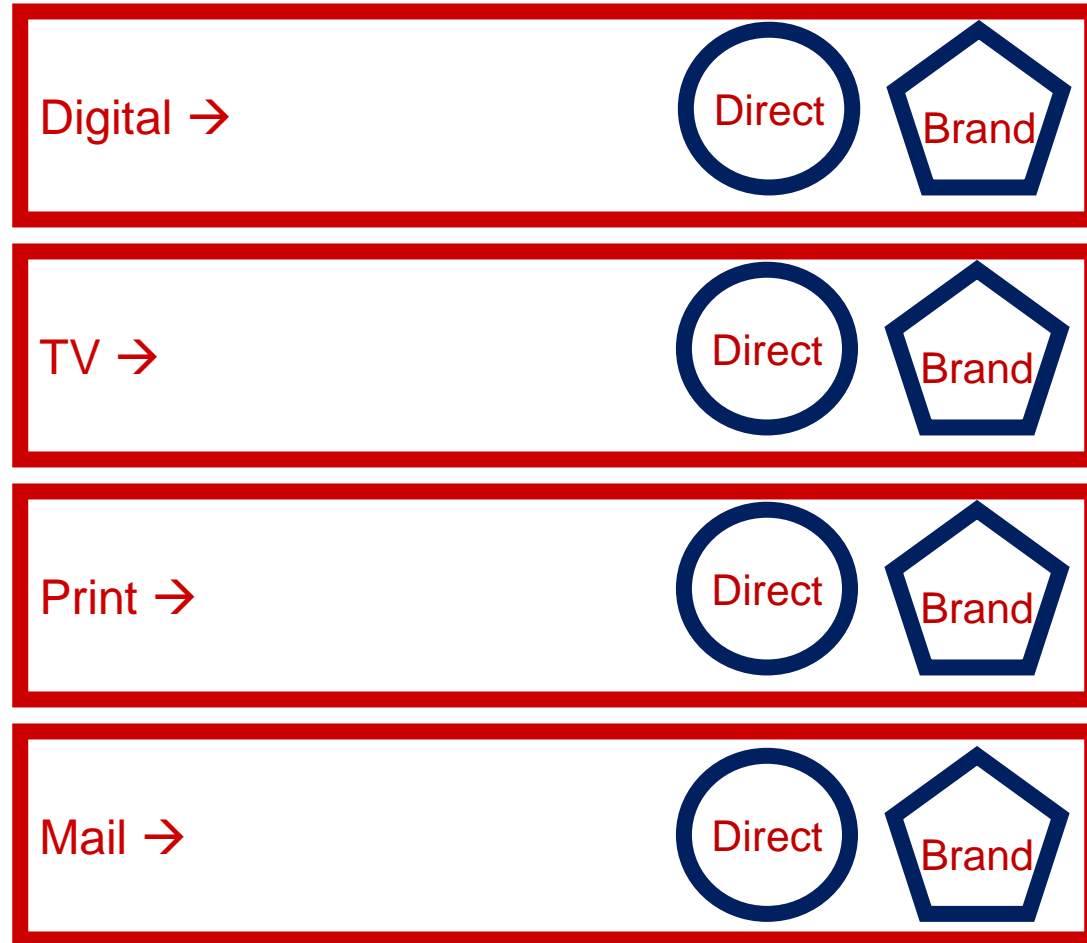 Digital → Direct Brand
TV → Direct Brand
Print → Direct Brand
Mail → Direct Brand